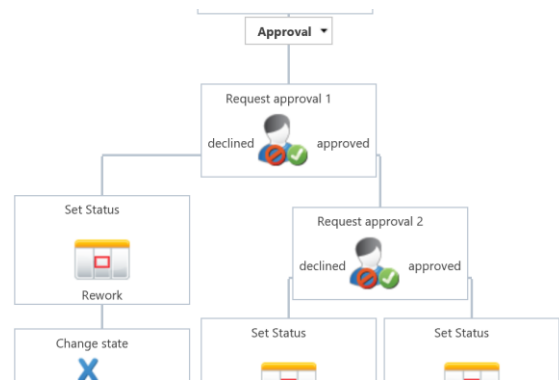 Approval
Request approval 1
declined approved
Set Status
Rework
Request approval 2
declined approved
Change state
Set Status
Set Status